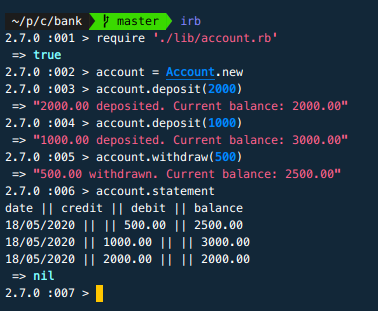 ~/p/c/bank master irb
2.7.0 :001 > require './lib/account.rb'
=> true
2.7.0 :002 > account = Account.new
2.7.0 :003 > account.deposit(2000)
=> "2000.00 deposited. Current balance: 2000.00"
2.7.0 :004 > account.deposit(1000)
=> "1000.00 deposited. Current balance: 3000.00"
2.7.0 :005 > account.withdraw(500)
=> "500.00 withdrawn. Current balance: 2500.00"
2.7.0 :006 > account.statement
date || credit || debit || balance
18/05/2020 || || 500.00 || 2500.00
18/05/2020 || 1000.00 || || 3000.00
18/05/2020 || 2000.00 || || 2000.00
=> nil
2.7.0 :007 >